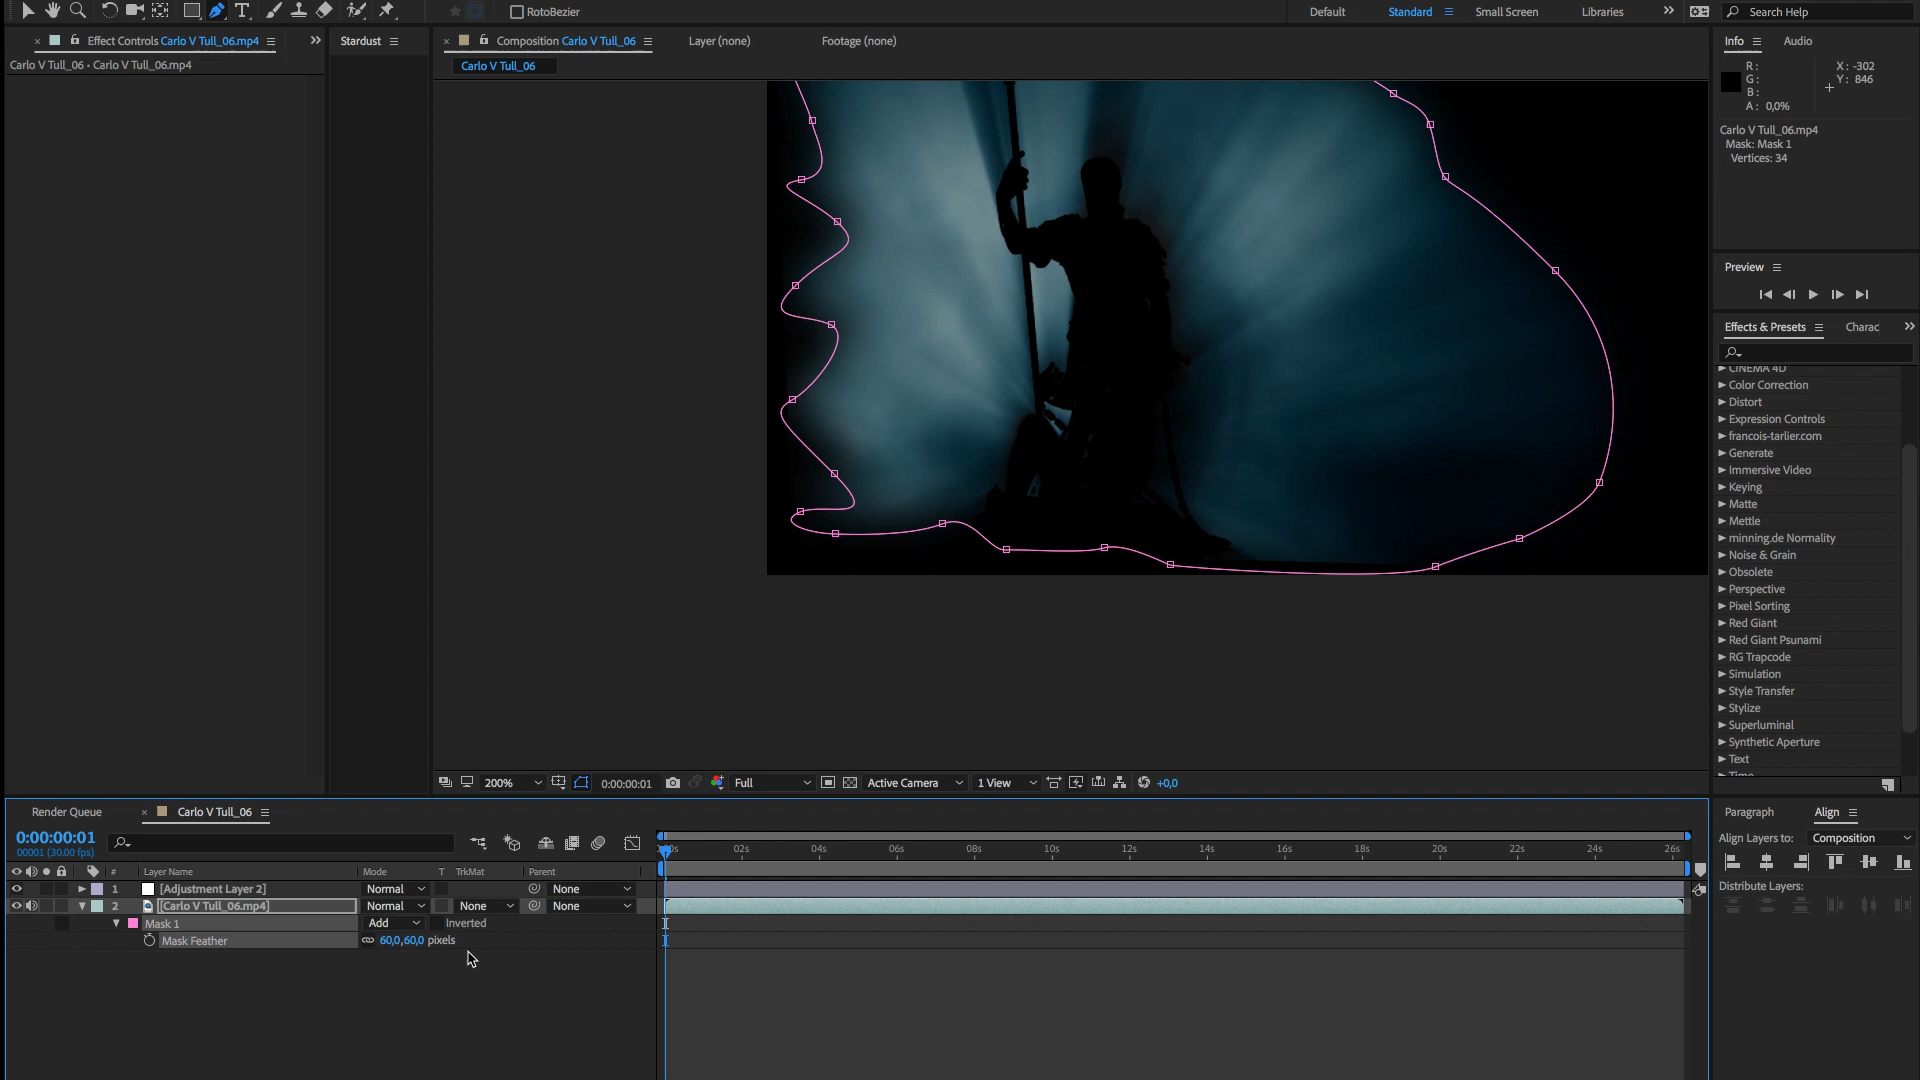 RotoBezier
Default
Standard
Small Screen
Libraries
Search Help
Effect Controls Carlo V Tull_06.mp4
Stardust
Composition Carlo V Tull_06
Layer (none)
Footage (none)
Info
Audio
Carlo V Tull_06 • Carlo V Tull_06.mp4
Carlo V Tull_06
R :
G :
B :
A : 0,0%
X : -302
Y : 846
Carlo V Tull_06.mp4
Mask: Mask 1
Vertices: 34
Preview
Effects & Presets
Charac
CINEMA 4D
Color Correction
Distort
Expression Controls
francois-tarlier.com
Generate
Immersive Video
Keying
Matte
Mettle
minning.de Normality
Noise & Grain
Obsolete
Perspective
Pixel Sorting
Red Giant
Red Giant Psunami
RG Trapcode
Simulation
Style Transfer
Stylize
Superluminal
Synthetic Aperture
Text
Time
200%
0:00:00:01
Full
Active Camera
1 View
+0,0
Render Queue
Carlo V Tull_06
Paragraph
Align
0:00:00:01
00001 (30.00 fps)
Align Layers to:
Composition
Distribute Layers:
00s
02s
04s
06s
08s
10s
12s
14s
16s
18s
20s
22s
24s
26s
#
Layer Name
Mode
T
TrkMat
Parent
1
[Adjustment Layer 2]
Normal
None
2
[Carlo V Tull_06.mp4]
Normal
None
None
Mask 1
Add
Inverted
Mask Feather
60,0,60,0 pixels